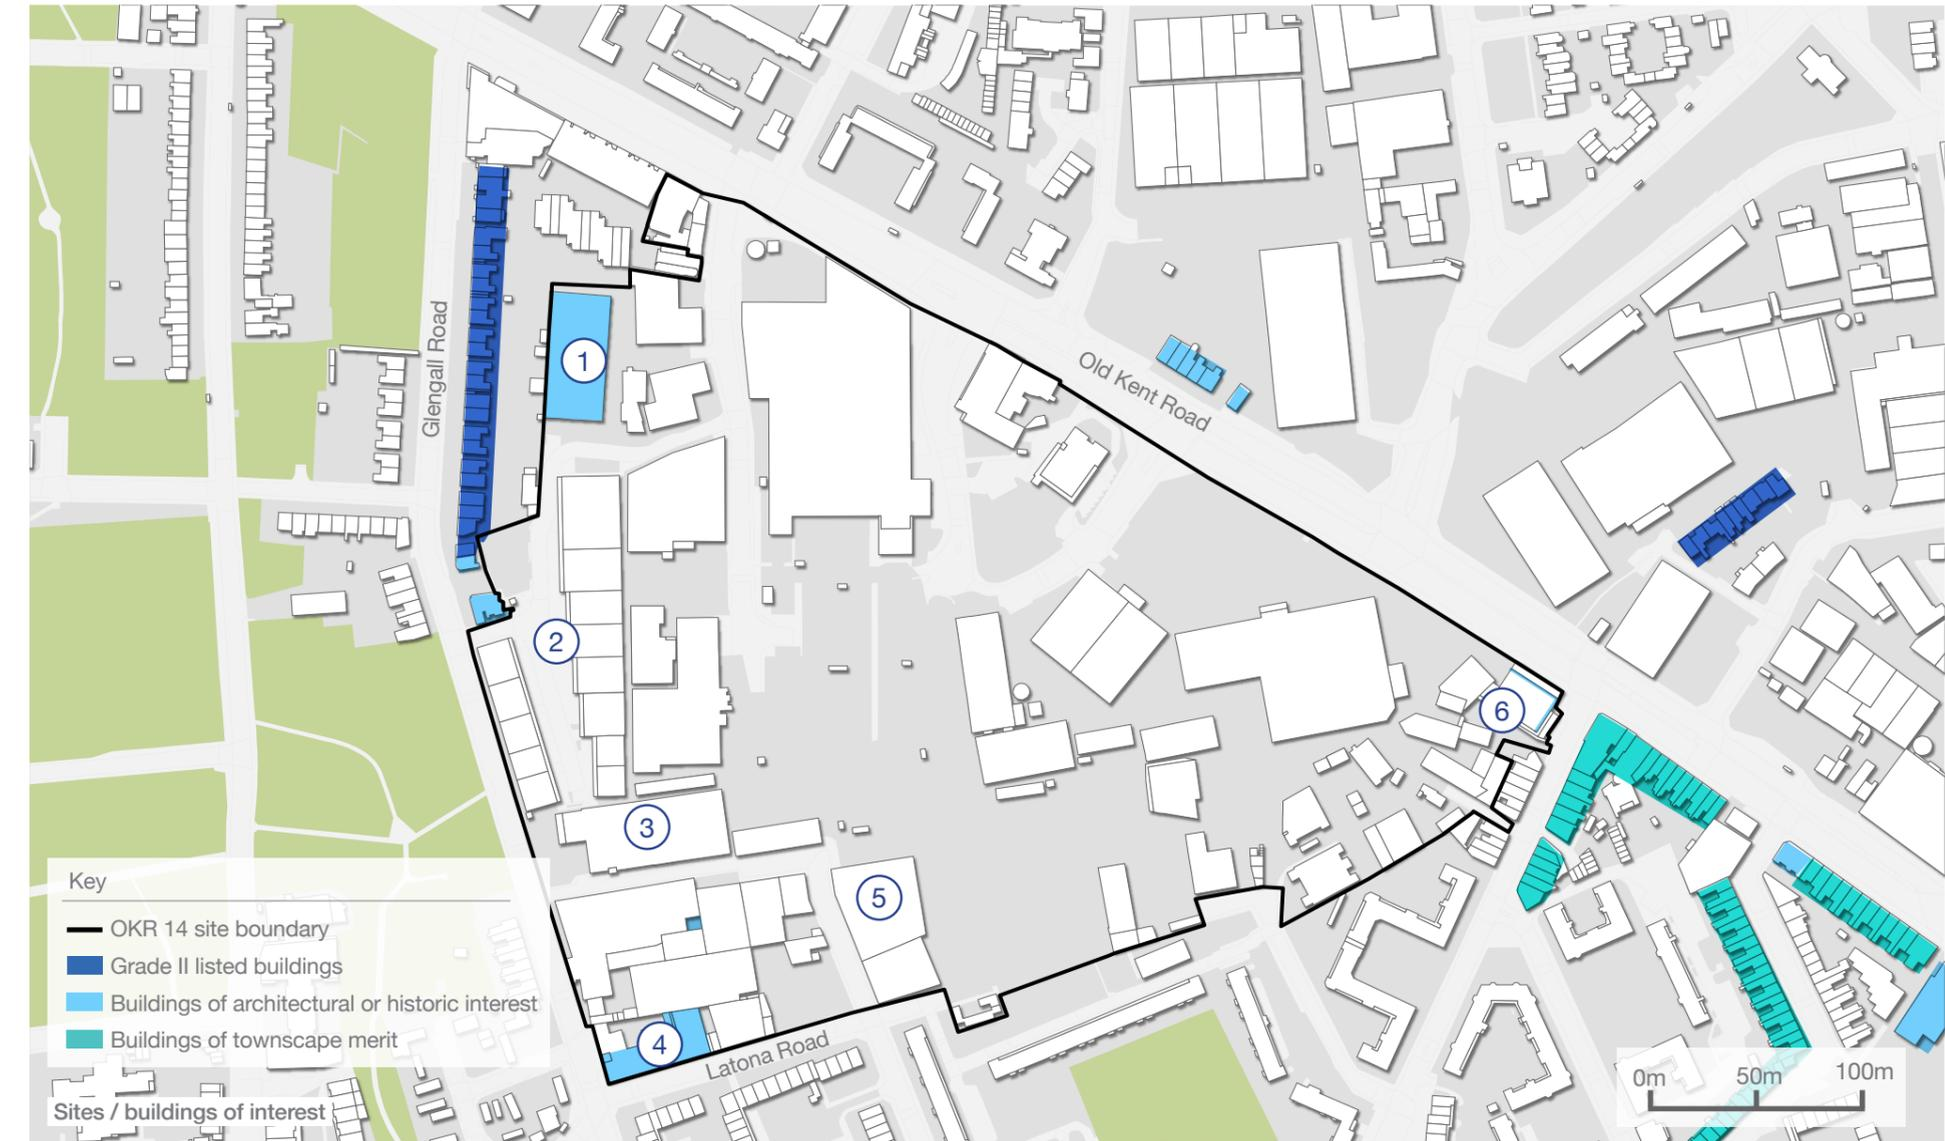 Glengall Road
Old Kent Road
1
2
3
4
5
6
Latona Road
Key
OKR 14 site boundary
Grade II listed buildings
Buildings of architectural or historic interest
Buildings of townscape merit
Sites / buildings of interest
0m 50m 100m